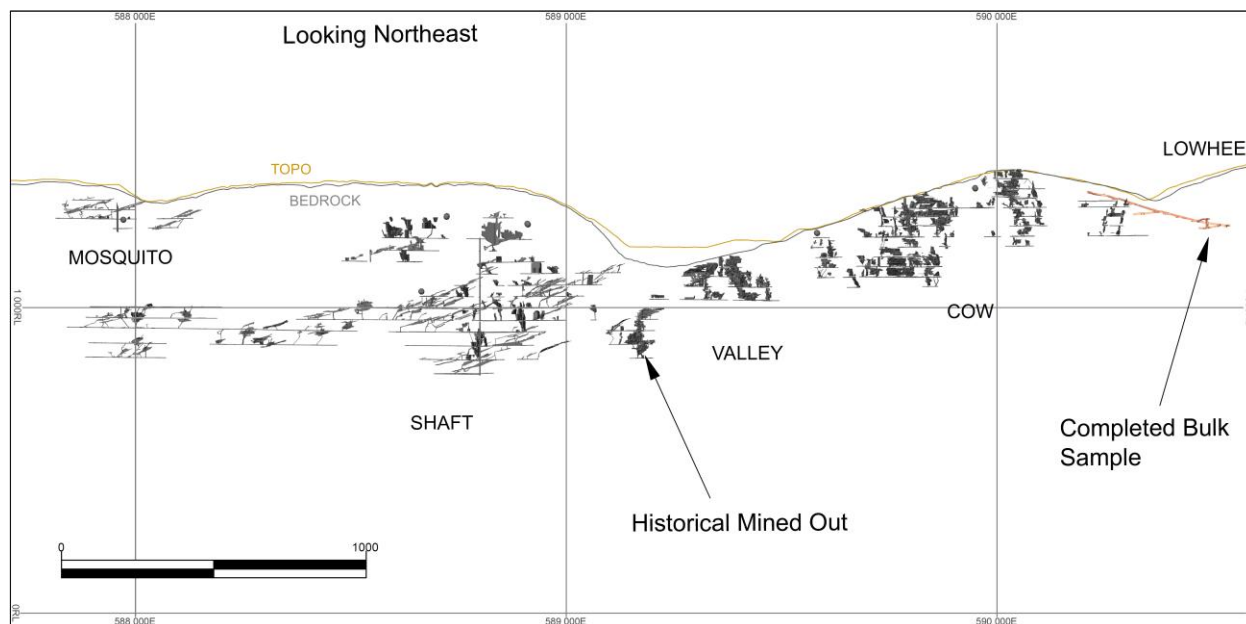 588 000E
589 000E
590 000E
Looking Northeast
LOWHEE
TOPO
BEDROCK
MOSQUITO
1 000RL
COW
VALLEY
SHAFT
Completed Bulk
Sample
Historical Mined Out
0
1000
0RL
588 000E
589 000E
590 000E